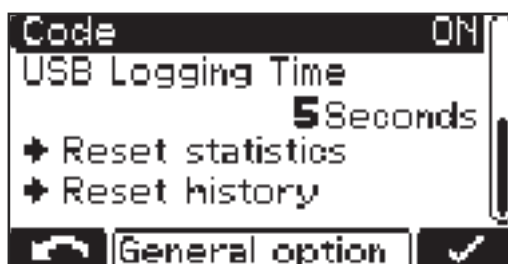 Code ON
USB Logging Time
5 Seconds
Reset statistics
Reset history
General option